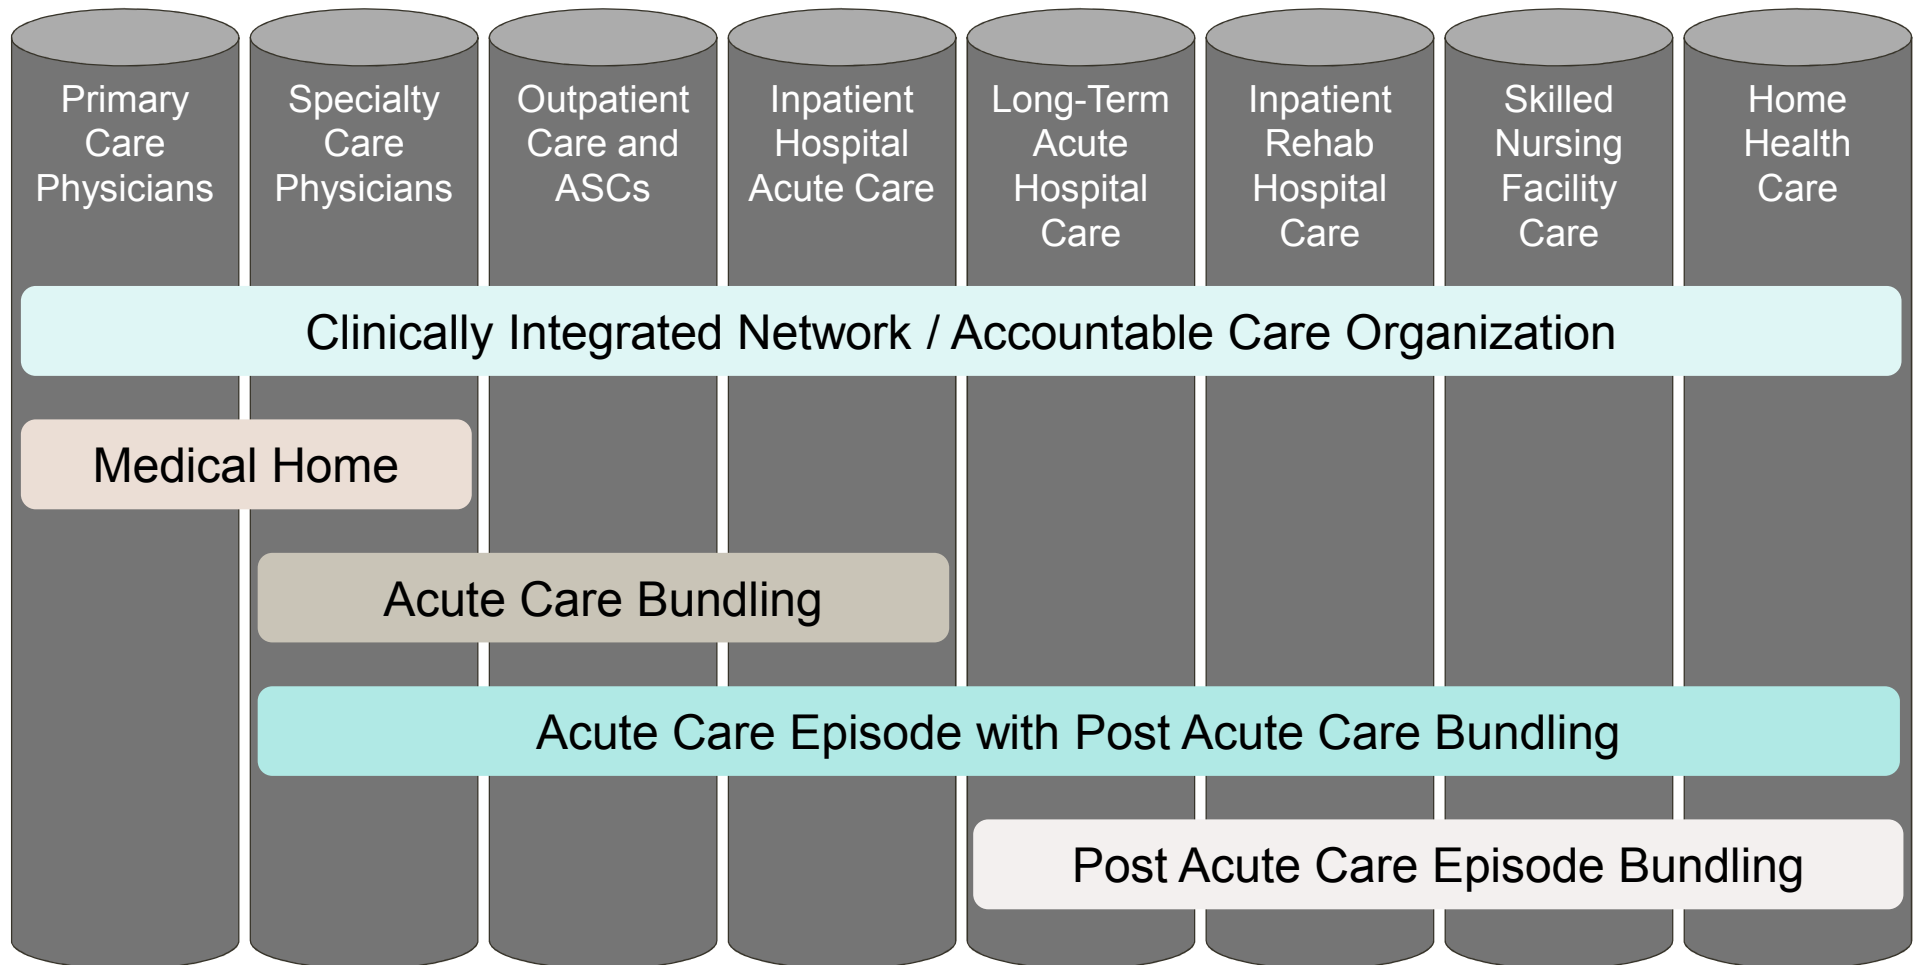 Primary
Care
Physicians
Specialty
Care
Physicians
Outpatient
Care and
ASCs
Inpatient
Hospital
Acute Care
Long-Term
Acute
Hospital
Care
Inpatient
Rehab
Hospital
Care
Skilled
Nursing
Facility
Care
Home
Health
Care
Clinically Integrated Network / Accountable Care Organization
Medical Home
Acute Care Bundling
Acute Care Episode with Post Acute Care Bundling
Post Acute Care Episode Bundling